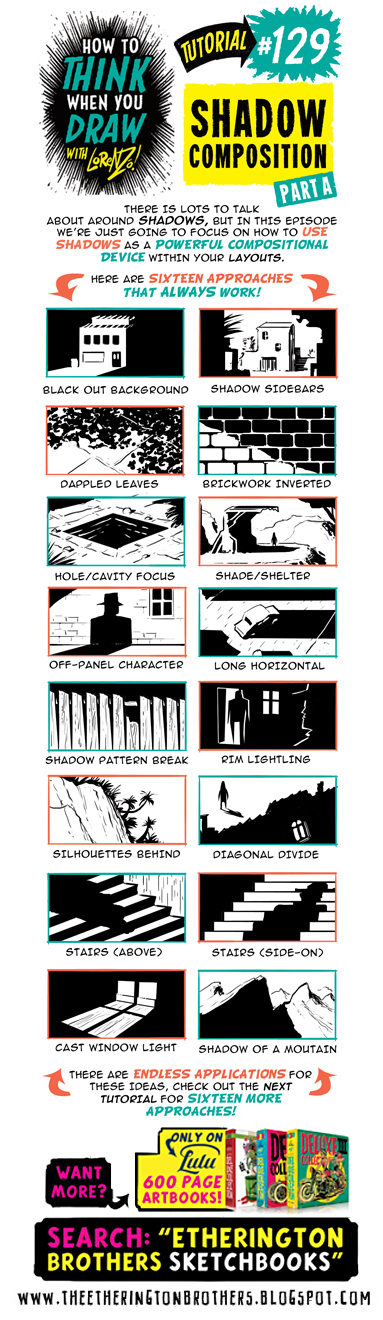 HOW TO
THINK
WHEN YOU
DRAW
WITH LORENZO!
TUTORIAL #129
SHADOW
COMPOSITION
PART A
THERE IS LOTS TO TALK
ABOUT AROUND SHADOWS, BUT IN THIS EPISODE
WE'RE JUST GOING TO FOCUS ON HOW TO USE
SHADOWS AS A POWERFUL COMPOSITIONAL
DEVICE WITHIN YOUR LAYOUTS.
HERE ARE SIXTEEN APPROACHES
THAT ALWAYS WORK!
BLACK OUT BACKGROUND
SHADOW SIDEBARS
DAPPLED LEAVES
BRICKWORK INVERTED
HOLE/CAVITY FOCUS
SHADE/SHELTER
OFF-PANEL CHARACTER
LONG HORIZONTAL
SHADOW PATTERN BREAK
RIM LIGHTLING
SILHOUETTES BEHIND
DIAGONAL DIVIDE
STAIRS (ABOVE)
STAIRS (SIDE-ON)
CAST WINDOW LIGHT
SHADOW OF A MOUTAIN
THERE ARE ENDLESS APPLICATIONS FOR
THESE IDEAS, CHECK OUT THE NEXT
TUTORIAL FOR SIXTEEN MORE
APPROACHES!
WANT
MORE?
ONLY ON
Lulu
600 PAGE
ARTBOOKS!
SEARCH: "ETHERINGTON
BROTHERS SKETCHBOOKS"
WWW.THEETHERINGTONBROTHERS.BLOGSPOT.COM